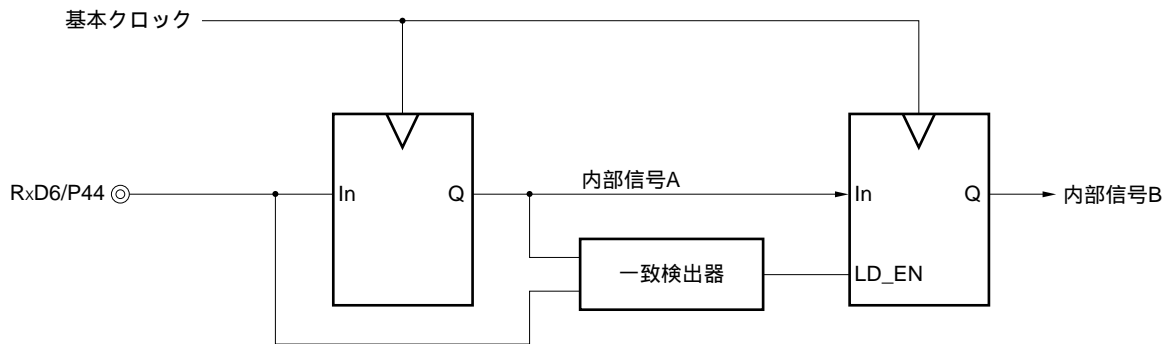 基本クロック
RxD6/P44
In
Q
内部信号A
In
Q
内部信号B
一致検出器
LD_EN